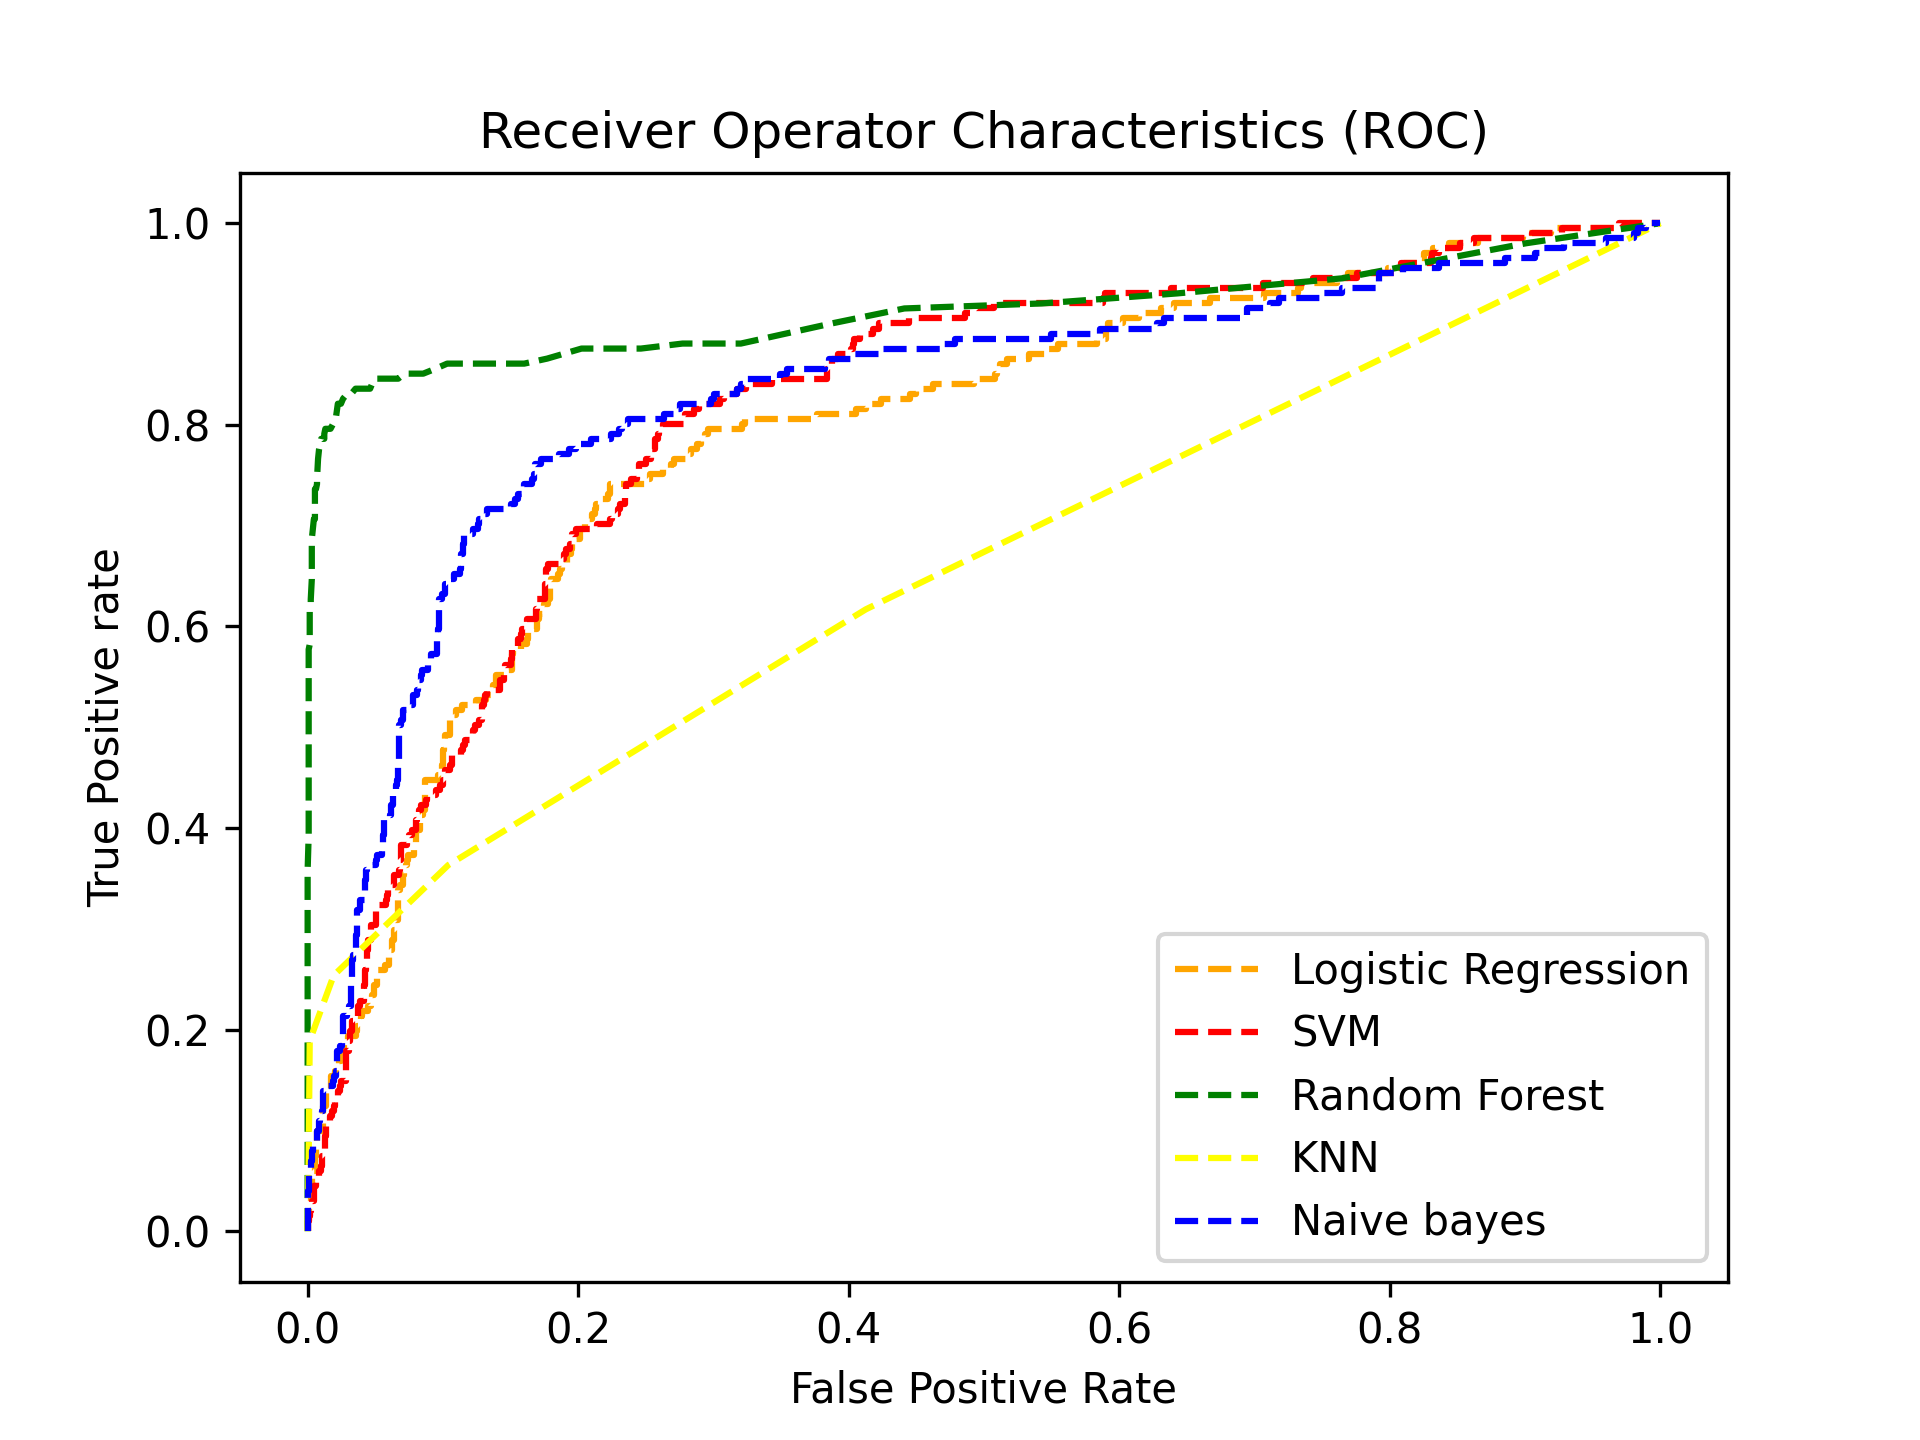 Receiver Operator Characteristics (ROC)
True Positive rate
1.0
0.8
0.6
0.4
0.2
0.0
Logistic Regression
SVM
Random Forest
KNN
Naive bayes
0.0 0.2 0.4 0.6 0.8 1.0
False Positive Rate